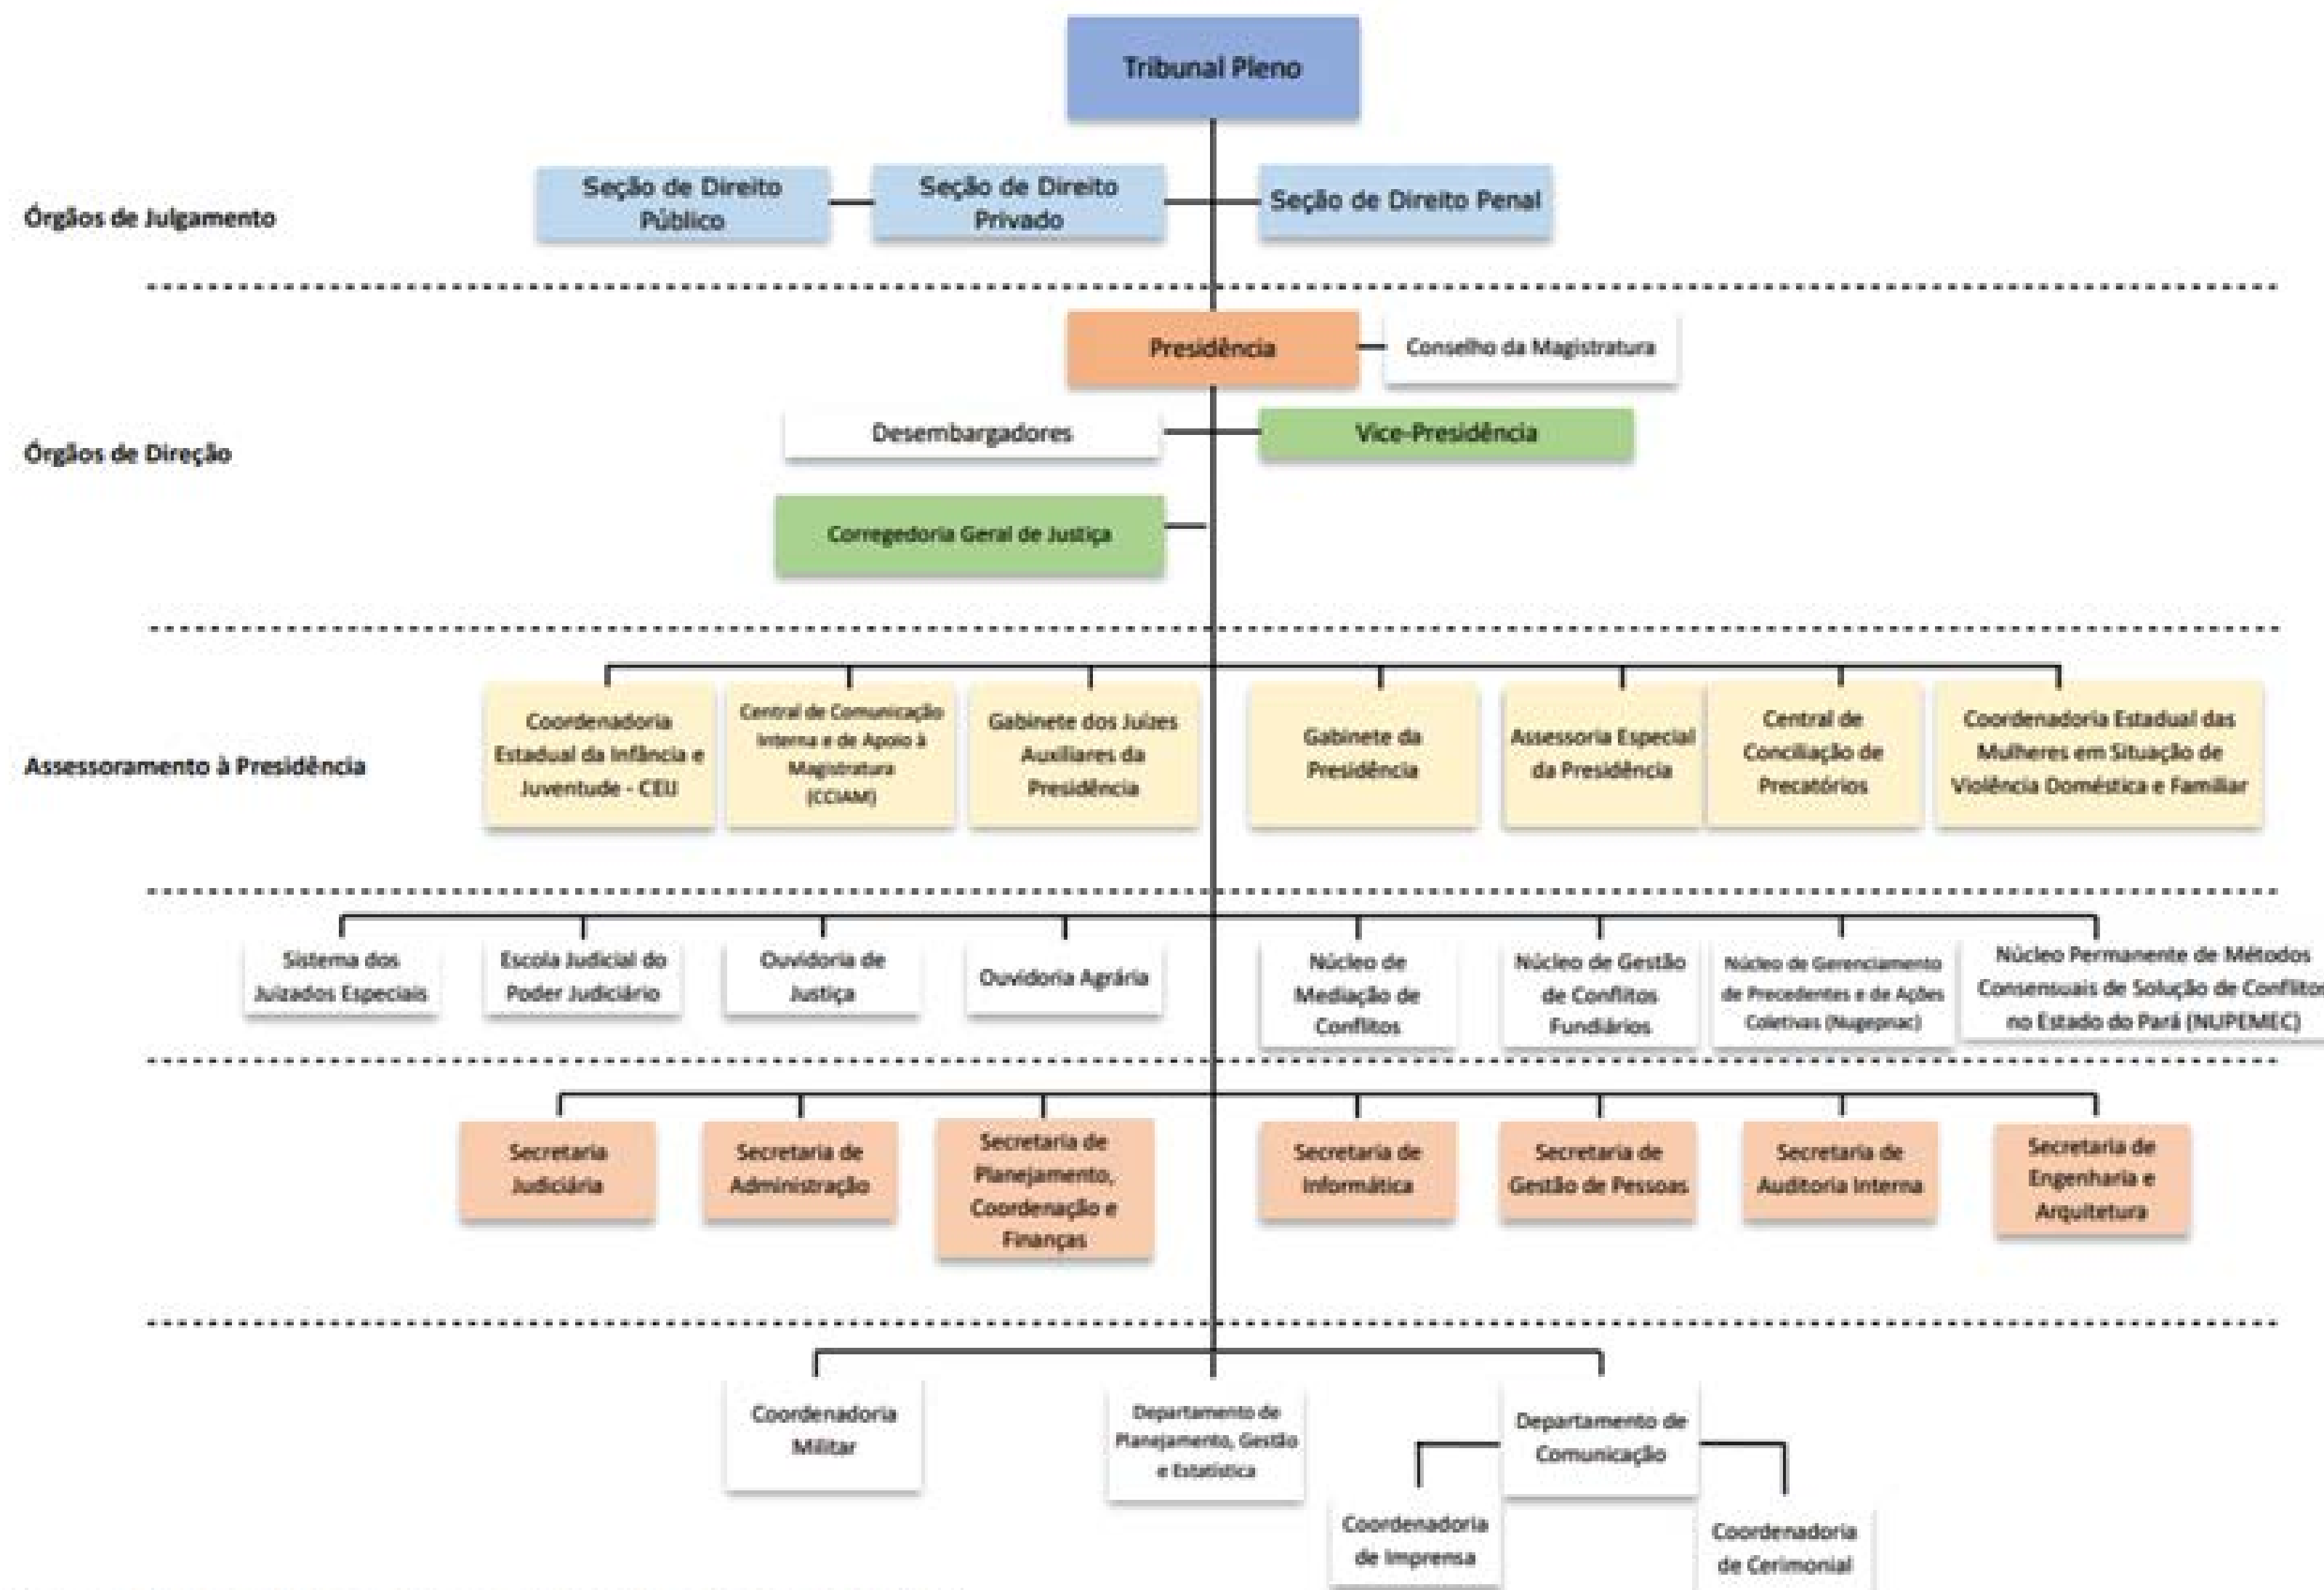 Tribunal Pleno
Órgãos de Julgamento
Seção de Direito
Público
Seção de Direito
Privado
Seção de Direito Penal
Presidência
Conselho da Magistratura
Órgãos de Direção
Desembargadores
Vice-Presidência
Corregedoria Geral de Justiça
Assessoramento à Presidência
Coordenadoria
Estadual da Infância e
Juventude - CEIJ
Central de Comunicação
Interna e de Apoio à
Magistratura
(CCIAM)
Gabinete dos Juízes
Auxiliares da
Presidência
Gabinete da
Presidência
Assessoria Especial
da Presidência
Central de
Conciliação de
Precatórios
Coordenadoria Estadual das
Mulheres em Situação de
Violência Doméstica e Familiar
Sistema dos
Juizados Especiais
Escola Judicial do
Poder Judiciário
Ouvidoria de
Justiça
Ouvidoria Agrária
Núcleo de
Mediação de
Conflitos
Núcleo de Gestão
de Conflitos
Fundiários
Núcleo de Gerenciamento
de Precedentes e de Ações
Coletivas (Nugepnac)
Núcleo Permanente de Métodos
Consensuais de Solução de Conflitos
no Estado do Pará (NUPEMEC)
Secretaria
Judiciária
Secretaria de
Administração
Secretaria de
Planejamento,
Coordenação e
Finanças
Secretaria de
Informática
Secretaria de
Gestão de Pessoas
Secretaria de
Auditoria Interna
Secretaria de
Engenharia e
Arquitetura
Coordenadoria
Militar
Departamento de
Planejamento, Gestão
e Estatística
Departamento de
Comunicação
Coordenadoria
de Imprensa
Coordenadoria
de Cerimonial